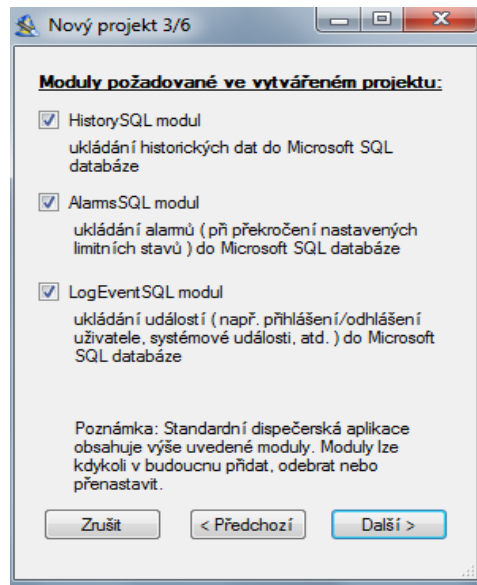 Nový projekt 3/6
Moduly požadované ve vytvářeném projektu:
HistorySQL modul
ukládání historických dat do Microsoft SQL
databáze
AlarmsSQL modul
ukládání alarmů ( při překročení nastavených
limitních stavů ) do Microsoft SQL databáze
LogEventSQL modul
ukládání událostí ( např. přihlášení/odhlášení
uživatele, systémové události, atd. ) do Microsoft
SQL databáze
Poznámka: Standardní dispečerská aplikace
obsahuje výše uvedené moduly. Moduly lze
kdykoli v budoucnu přidat, odebrat nebo
přenastavit.
Zrušit < Předchozí Další >